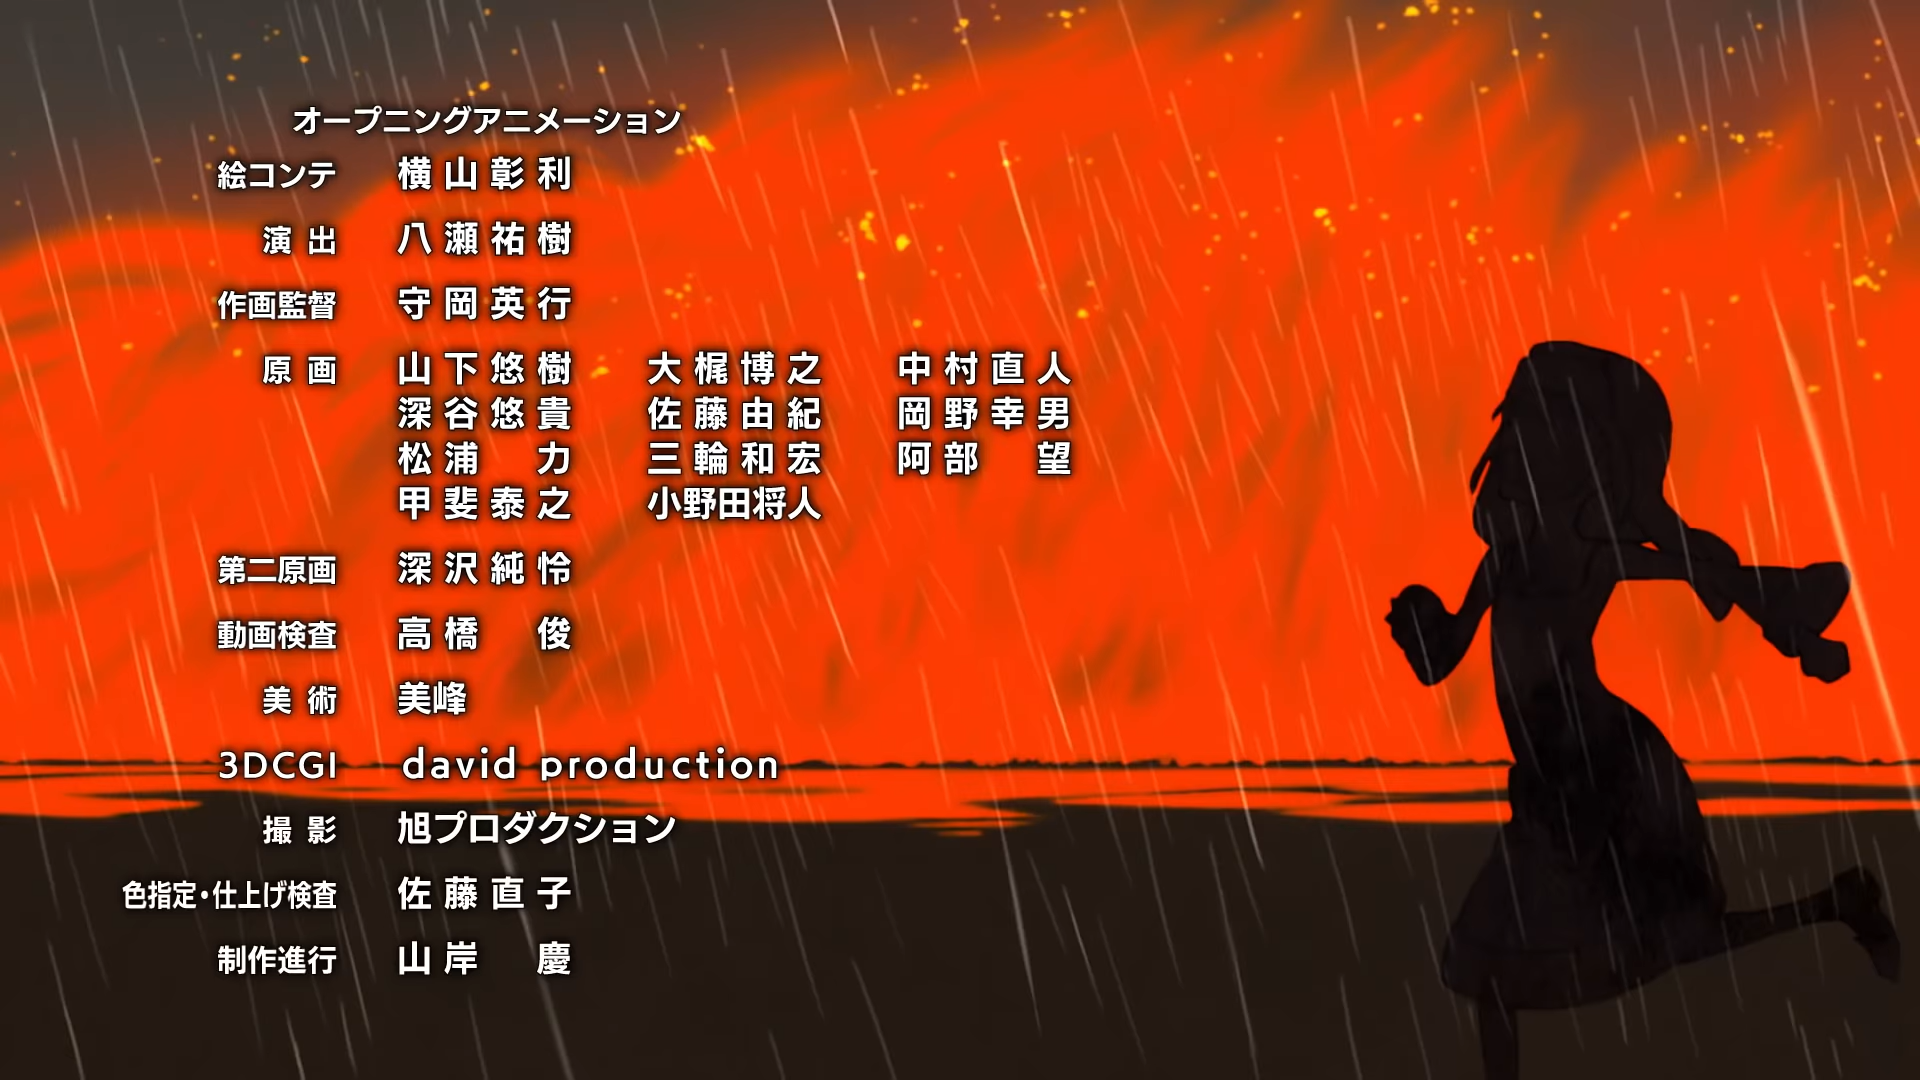 オープニングアニメーション
絵コンテ 横山彰利
演出 八瀬祐樹
作画監督 守岡英行
原画 山下悠樹 大梶博之 中村直人
深谷悠貴 佐藤由紀 岡野幸男
松浦 力 三輪和宏 阿部 望
甲斐泰之 小野田将人
第二原画 深沢純怜
動画検査 高橋 俊
美術 美峰
3DCGI david production
撮影 旭プロダクション
色指定・仕上げ検査 佐藤直子
制作進行 山岸 慶